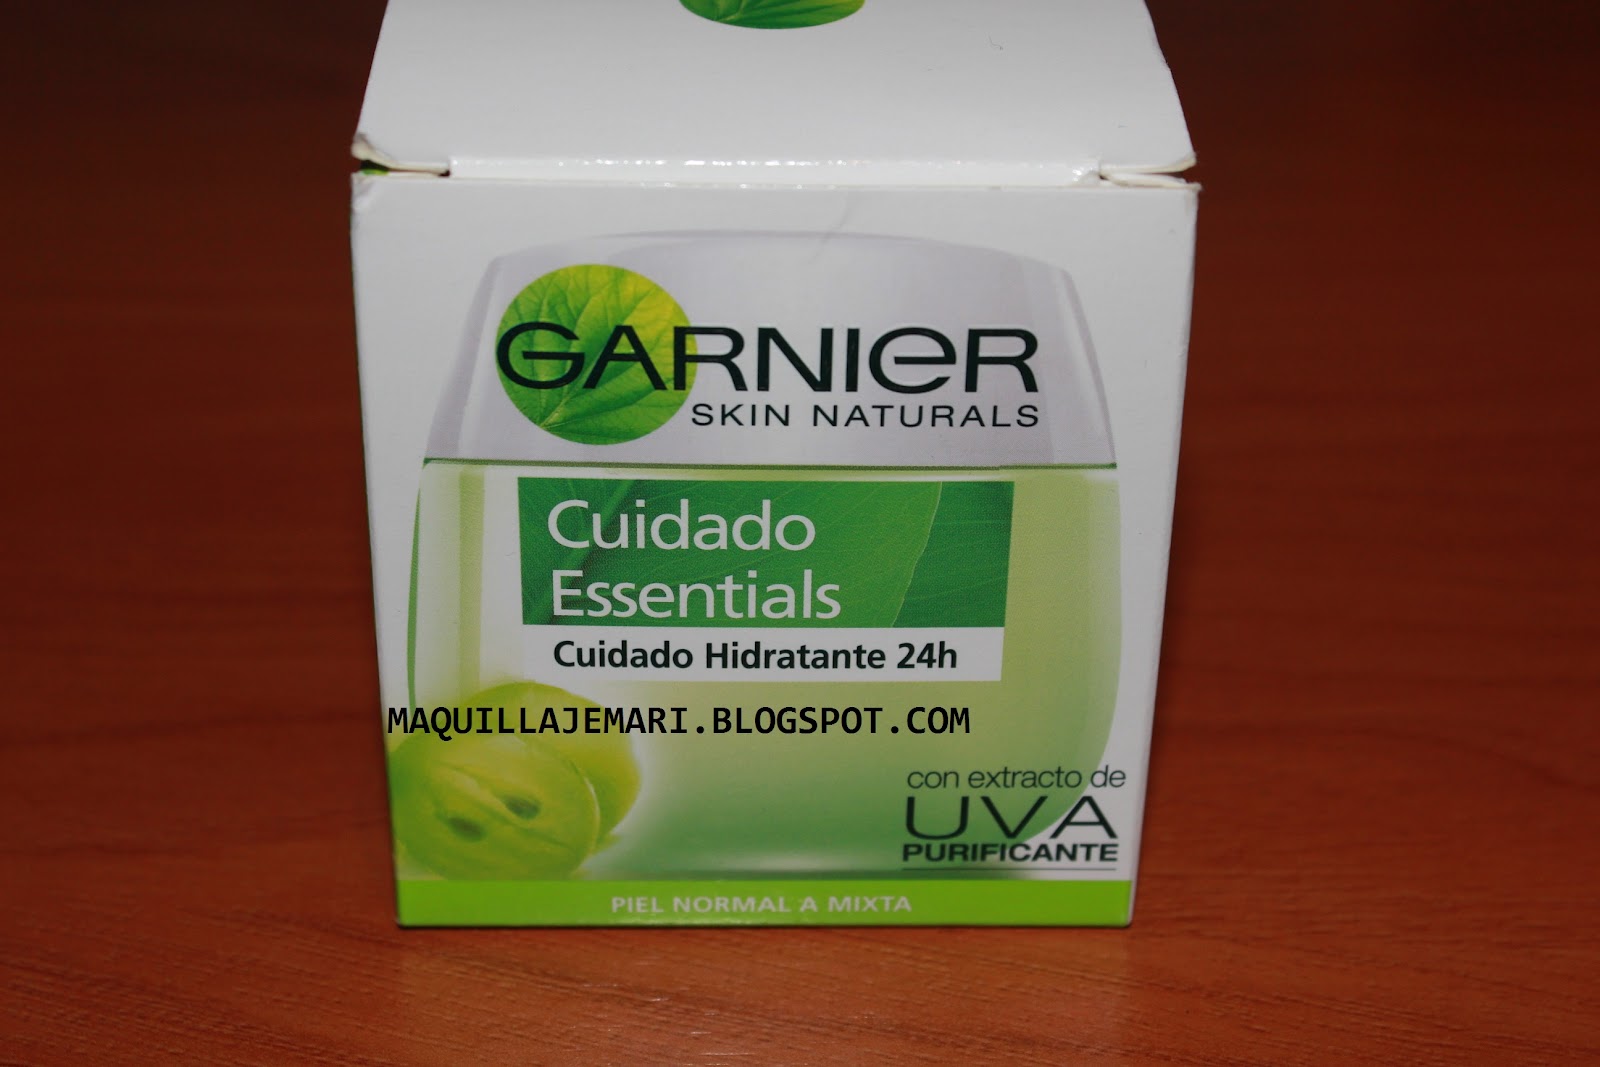 GARNIER
SKIN NATURALS
Cuidado
Essentials
Cuidado Hidratante 24h
MAQUILLAJEMARI.BLOGSPOT.COM
con extracto de
UVA
PURIFICANTE
PIEL NORMAL A MIXTA